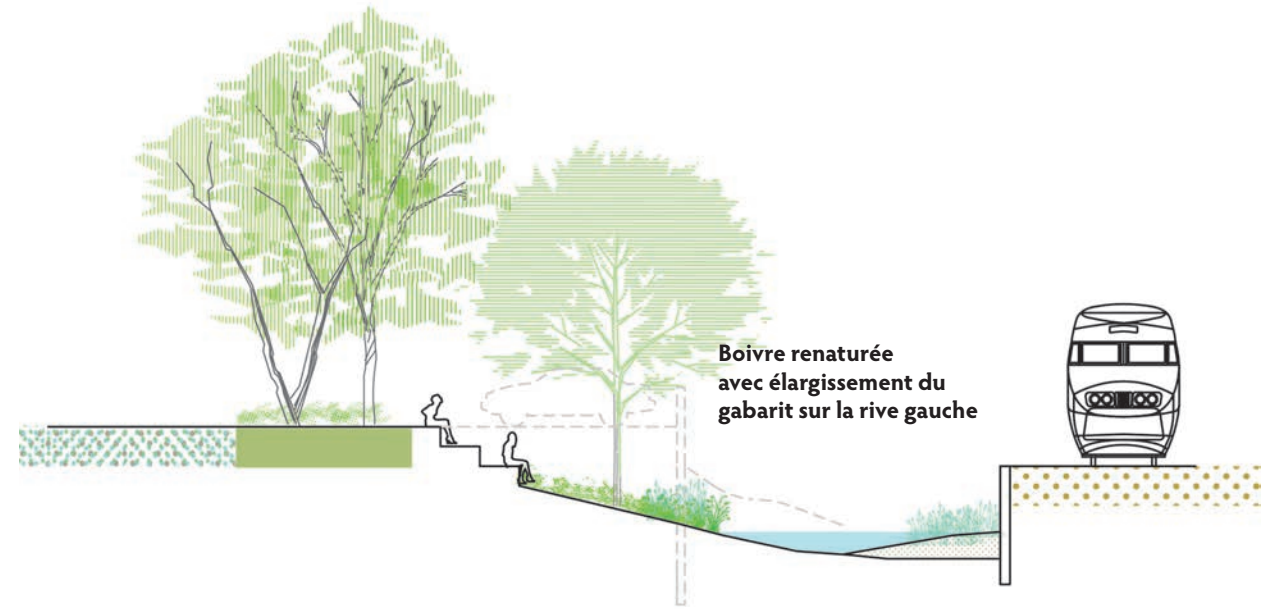 Boivre renaturée
avec élargissement du
gabarit sur la rive gauche